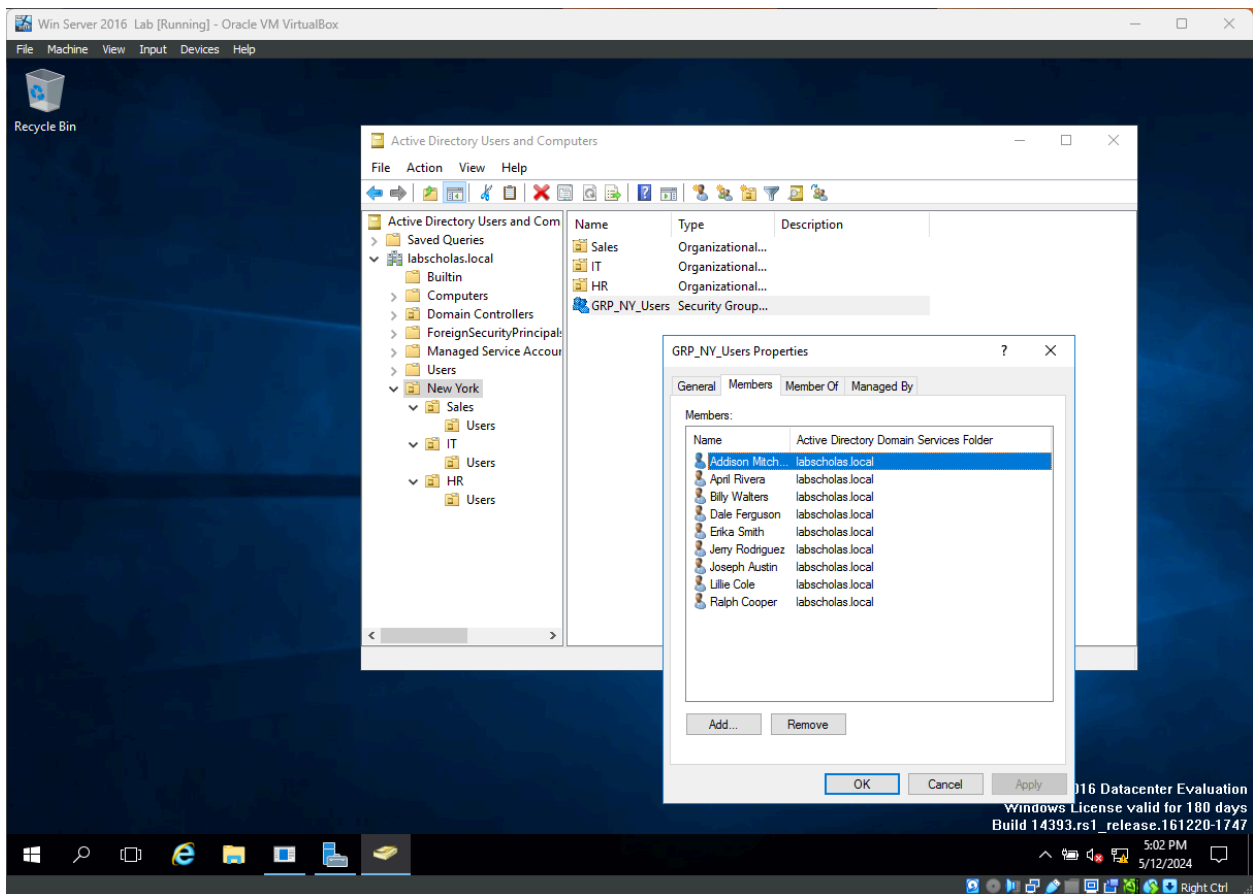 Win Server 2016 Lab [Running] - Oracle VM VirtualBox
File Machine View Input Devices Help
Recycle Bin
Active Directory Users and Computers
File Action View Help
Active Directory Users and Com
Saved Queries
labscholas.local
Builtin
Computers
Domain Controllers
ForeignSecurityPrincipals
Managed Service Accour
Users
New York
Sales
Users
IT
Users
HR
Users
Name Type Description
Sales Organizational...
IT Organizational...
HR Organizational...
GRP_NY_Users Security Group...
GRP_NY_Users Properties
General Members Member Of Managed By
Members:
Name Active Directory Domain Services Folder
Addison Mitch... labscholas.local
April Rivera labscholas.local
Billy Walters labscholas.local
Dale Ferguson labscholas.local
Erika Smith labscholas.local
Jerry Rodriguez labscholas.local
Joseph Austin labscholas.local
Lillie Cole labscholas.local
Ralph Cooper labscholas.local
Add... Remove
OK Cancel Apply
016 Datacenter Evaluation
Windows License valid for 180 days
Build 14393.rs1_release.161220-1747
5:02 PM
5/12/2024
Right Ctrl